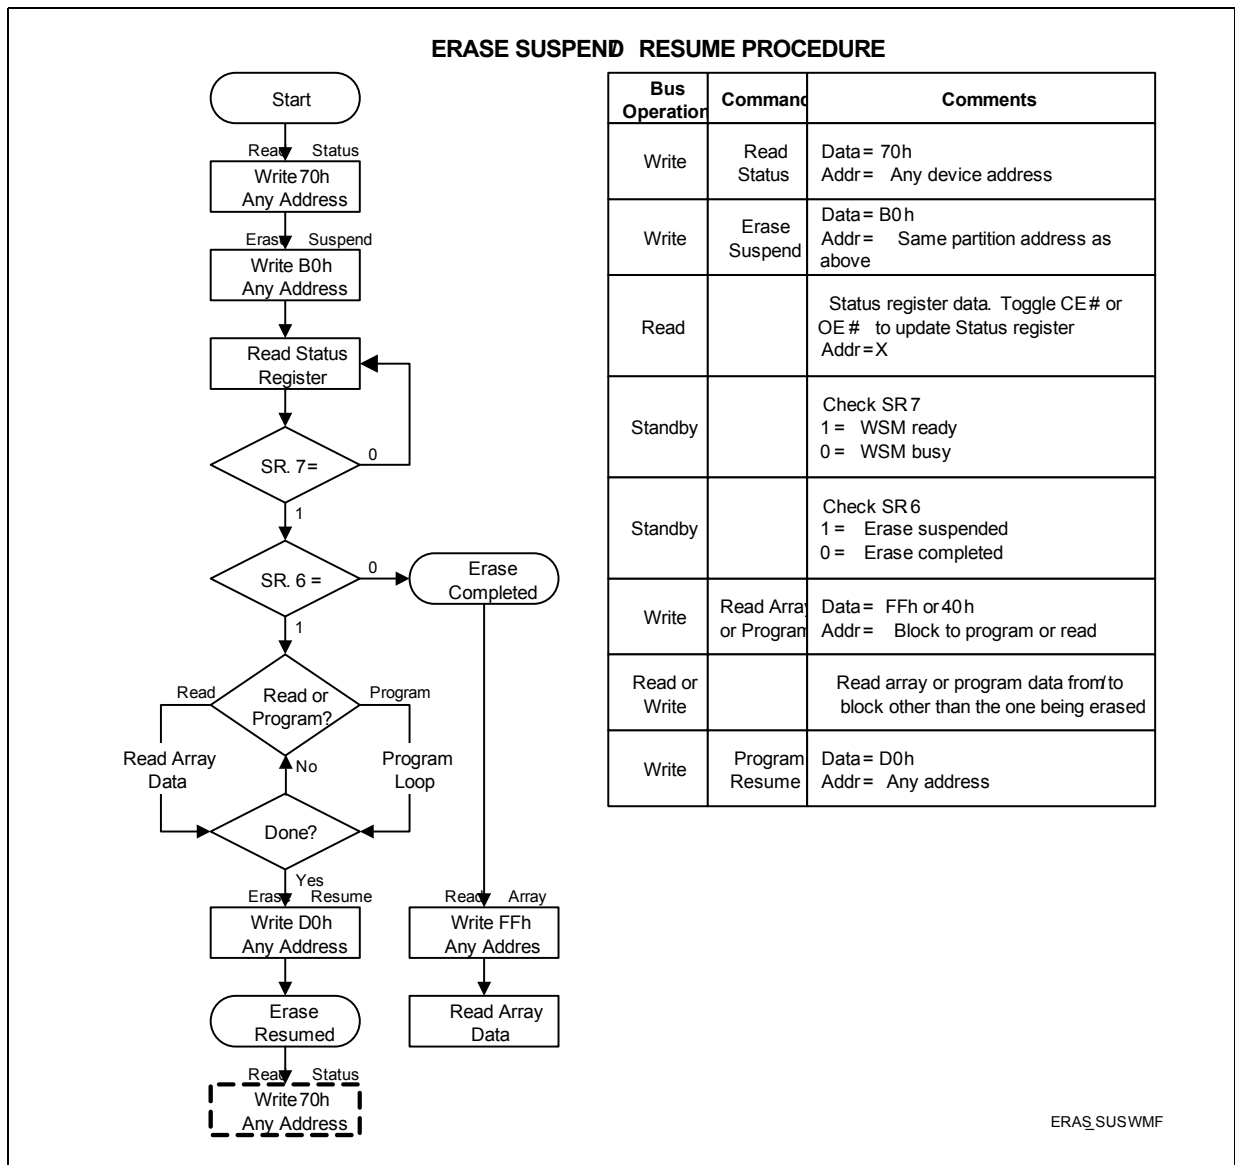 ERASE SUSPEND/ RESUME PROCEDURE
Start
Read Status
Write 70h
Any Address
Erase Suspend
Write B0h
Any Address
Read Status
Register
SR. 7 =
0
1
SR. 6 =
0
Erase
Completed
1
Read or
Program?
Read
Program
Read Array
Data
Program
Loop
No
Done?
Yes
Erase Resume
Write D0h
Any Address
Read Array
Write FFh
Any Addres
Erase
Resumed
Read Array
Data
Read Status
Write 70h
Any Address
Bus
Operation
Command
Comments
Write
Read
Status
Data = 70h
Addr = Any device address
Write
Erase
Suspend
Data = B0h
Addr = Same partition address as
above
Read
Status register data. Toggle CE# or
OE# to update Status register
Addr = X
Standby
Check SR 7
1 = WSM ready
0 = WSM busy
Standby
Check SR 6
1 = Erase suspended
0 = Erase completed
Write
Read Array
or Program
Data = FFh or 40h
Addr = Block to program or read
Read or
Write
Read array or program data from/to
block other than the one being erased
Write
Program
Resume
Data = D0h
Addr = Any address
ERAS_SUSWMF